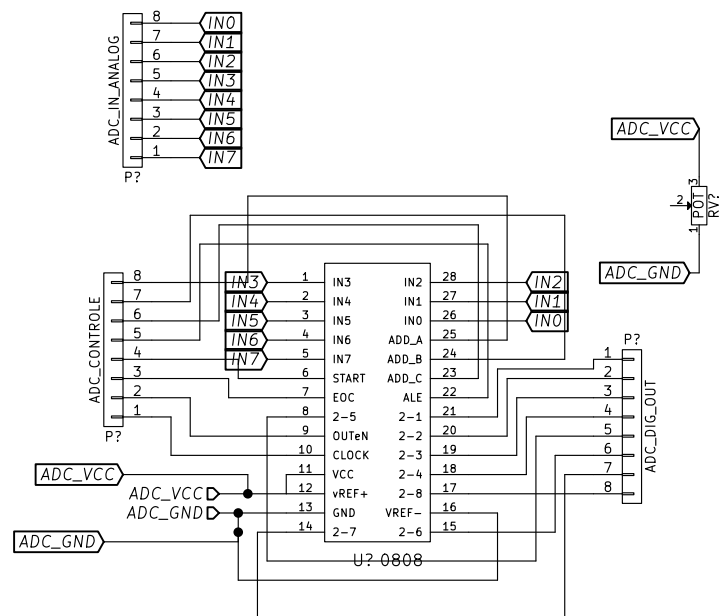 8 IN0
7 IN1
6 IN2
5 IN3
4 IN4
3 IN5
2 IN6
1 IN7
ADC_IN_ANALOG
P?
ADC_VCC
3
2
POT
RV?
1
ADC_GND
8
7
6
5
4
3
2
1
ADC_CONTROLE
P?
IN3 1 IN3 IN2 28 IN2
IN4 2 IN4 IN1 27 IN1
IN5 3 IN5 IN0 26 IN0
IN6 4 IN6 ADD_A 25
IN7 5 IN7 ADD_B 24
6 START ADD_C 23
7 EOC ALE 22
8 2-5 2-1 21
9 OUTeN 2-2 20
10 CLOCK 2-3 19
11 VCC 2-4 18
12 vREF+ 2-8 17
13 GND VREF- 16
14 2-7 2-6 15
U? 0808
ADC_VCC
ADC_VCC
ADC_GND
ADC_GND
P?
1
2
3
4
5
6
7
8
ADC_DIG_OUT